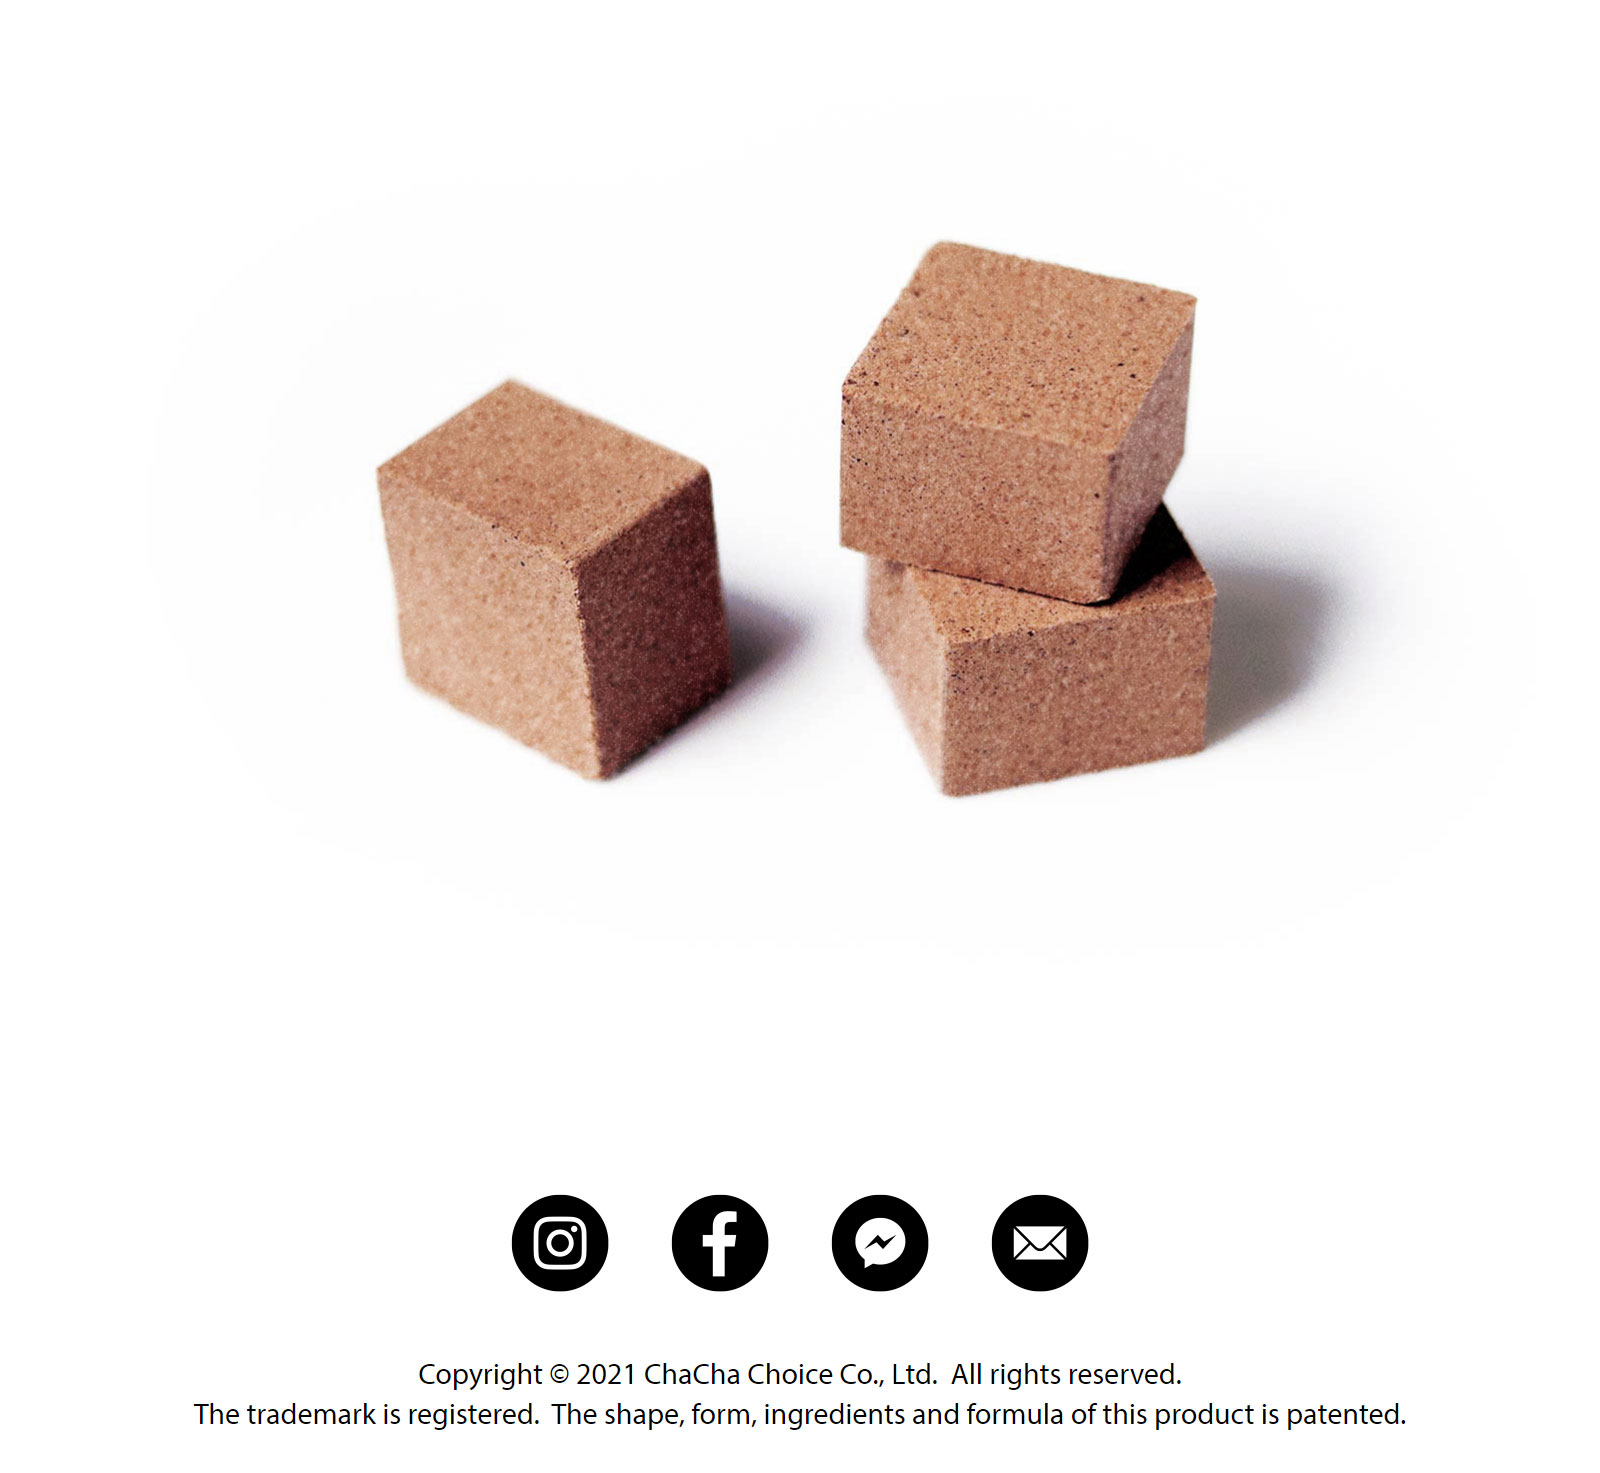 Copyright © 2021 ChaCha Choice Co., Ltd.  All rights reserved.
The trademark is registered.  The shape, form, ingredients and formula of this product is patented.